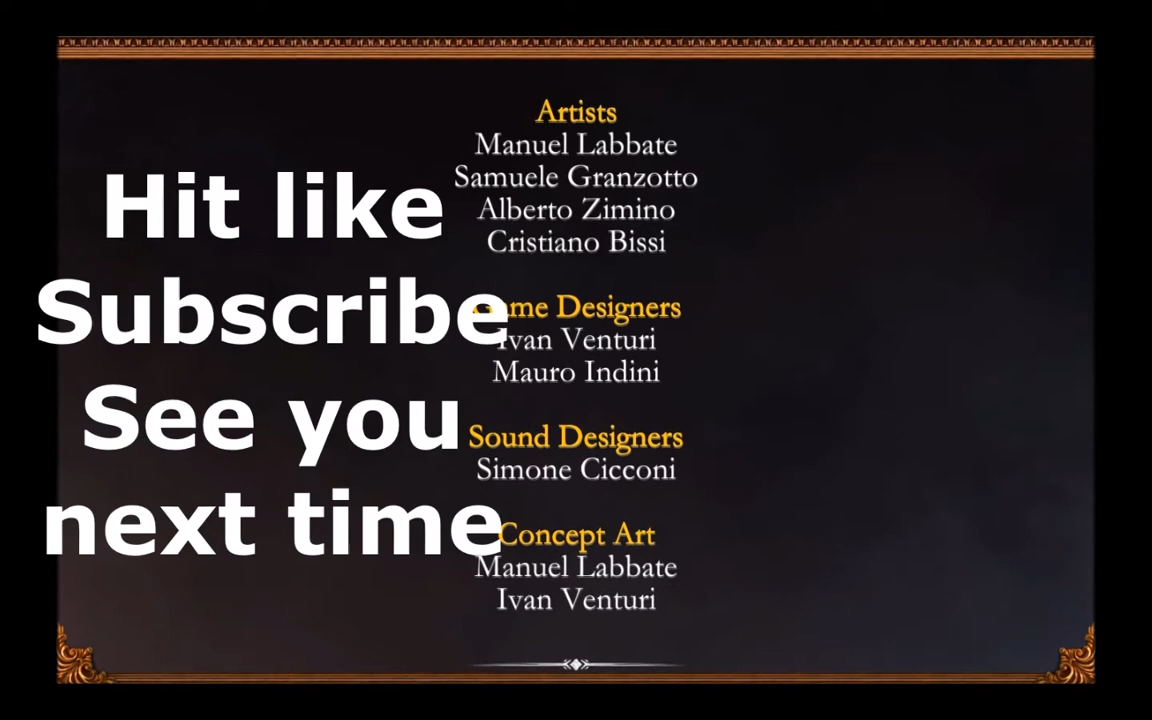 Hit like
Subscribe
See you
next time
Artists
Manuel Labbate
Samuele Granzotto
Alberto Zimino
Cristiano Bissi
Game Designers
Ivan Venturi
Mauro Indini
Sound Designers
Simone Cicconi
Concept Art
Manuel Labbate
Ivan Venturi